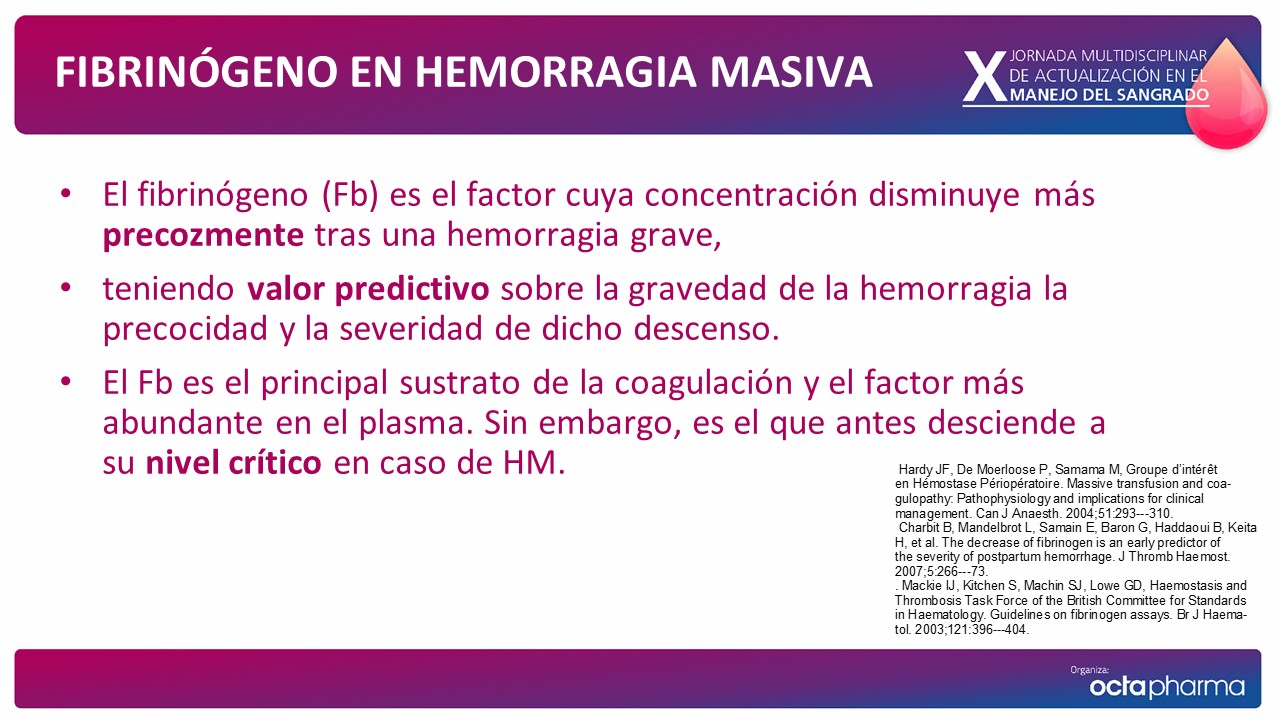 FIBRINÓGENO EN HEMORRAGIA MASIVA
X JORNADA MULTIDISCIPLINAR
DE ACTUALIZACIÓN EN EL
MANEJO DEL SANGRADO
• El fibrinógeno (Fb) es el factor cuya concentración disminuye más
precozmente tras una hemorragia grave,
• teniendo valor predictivo sobre la gravedad de la hemorragia la
precocidad y la severidad de dicho descenso.
• El Fb es el principal sustrato de la coagulación y el factor más
abundante en el plasma. Sin embargo, es el que antes desciende a
su nivel crítico en caso de HM.
Hardy JF, De Moerloose P, Samama M, Groupe d’intérêt
en Hémostase Périopératoire. Massive transfusion and coa-
gulopathy: Pathophysiology and implications for clinical
management. Can J Anaesth. 2004;51:293---310.
Charbit B, Mandelbrot L, Samain E, Baron G, Haddaoui B, Keita
H, et al. The decrease of fibrinogen is an early predictor of
the severity of postpartum hemorrhage. J Thromb Haemost.
2007;5:266---73.
. Mackie IJ, Kitchen S, Machin SJ, Lowe GD, Haemostasis and
Thrombosis Task Force of the British Committee for Standards
in Haematology. Guidelines on fibrinogen assays. Br J Haema-
tol. 2003;121:396---404.
Organiza:
octapharma